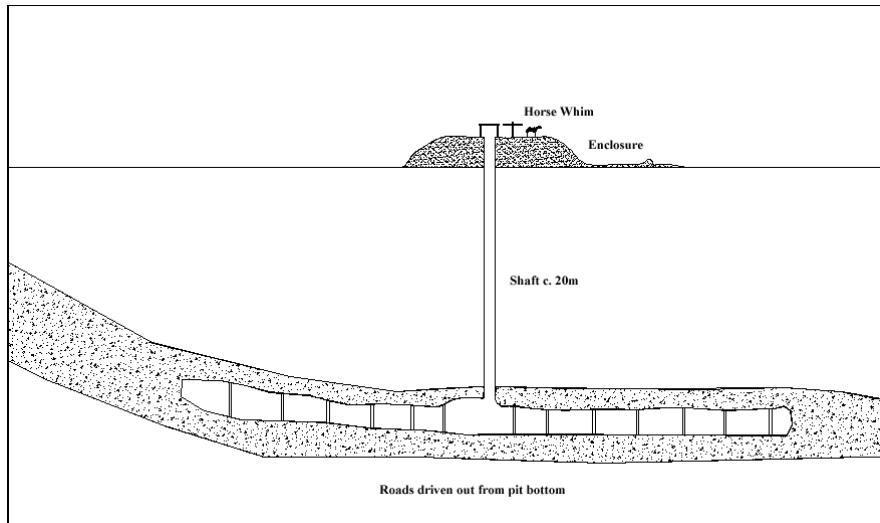 Horse Whim
Enclosure
Shaft c. 20m
Roads driven out from pit bottom